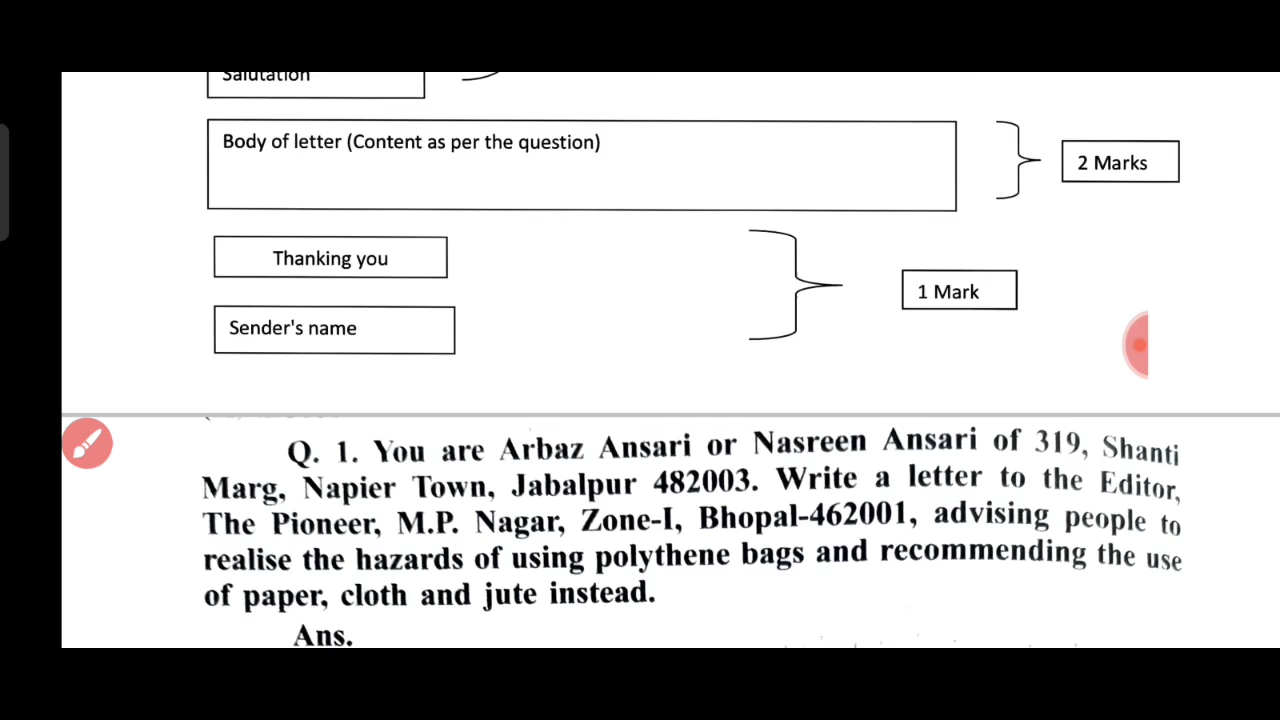 Salutation
Body of letter (Content as per the question)
2 Marks
Thanking you
1 Mark
Sender's name
Q. 1. You are Arbaz Ansari or Nasreen Ansari of 319, Shanti
Marg, Napier Town, Jabalpur 482003. Write a letter to the Editor,
The Pioneer, M.P. Nagar, Zone-I, Bhopal-462001, advising people to
realise the hazards of using polythene bags and recommending the use
of paper, cloth and jute instead.
Ans.